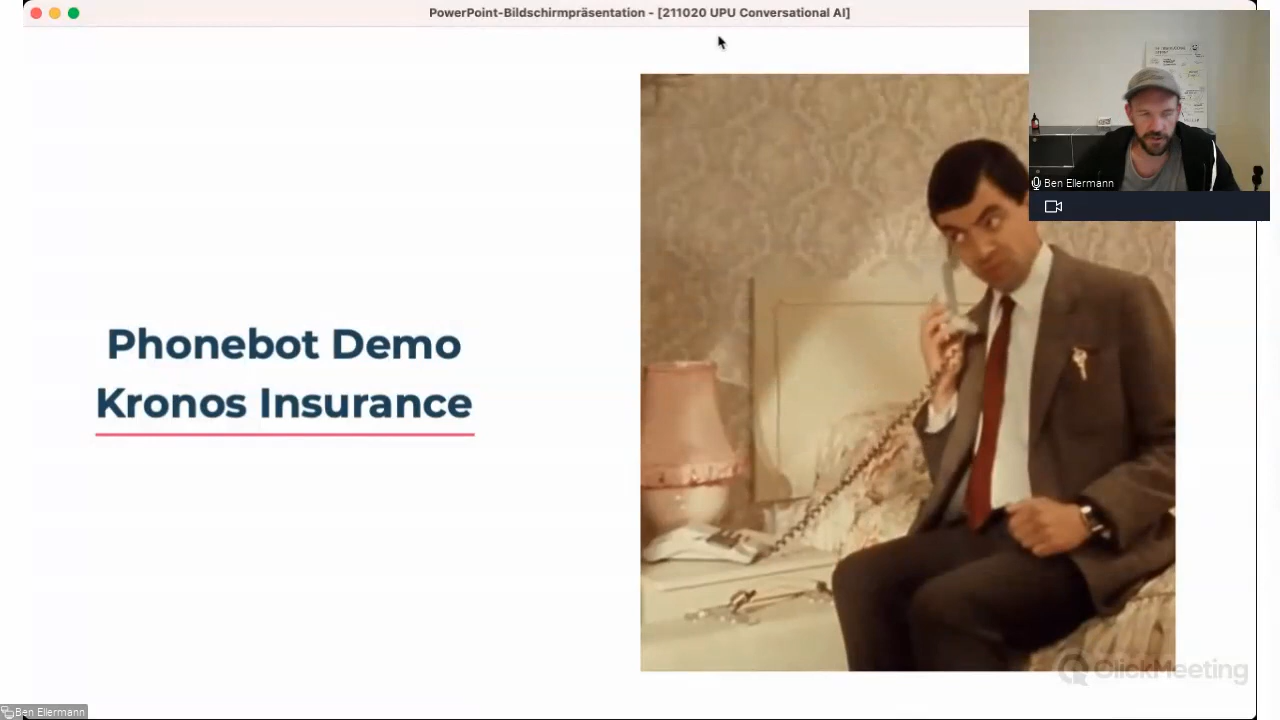 PowerPoint-Bildschirmpräsentation - [211020 UPU Conversational AI]
Ben Ellermann
Phonebot Demo
Kronos Insurance
ClickMeeting
Ben Ellermann